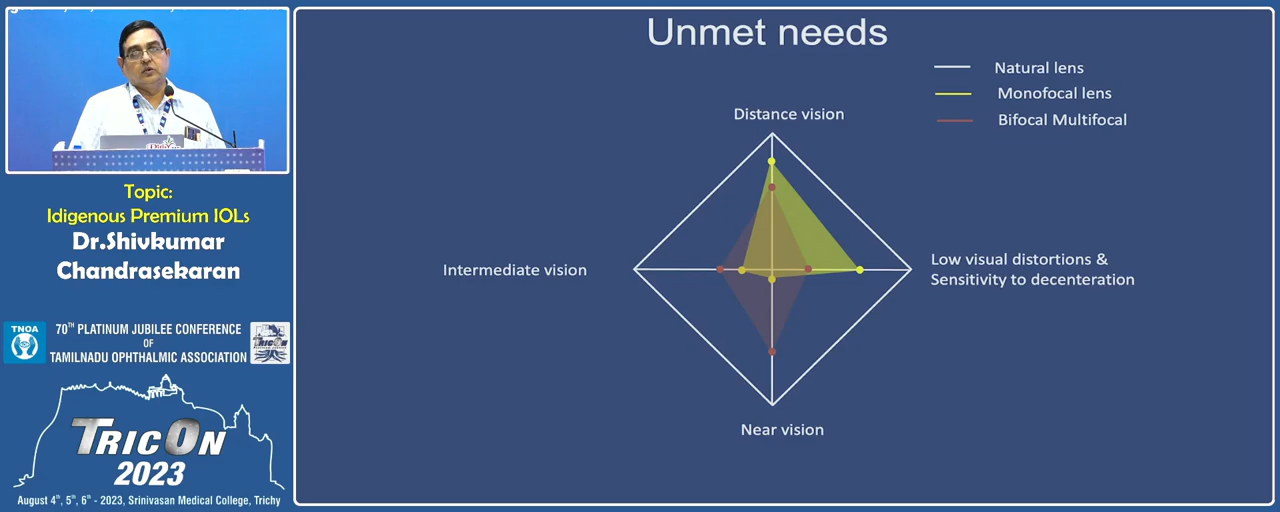 Topic:
Idigenous Premium IOLs
Dr.Shivkumar
Chandrasekaran
TNOA
70TH PLATINUM JUBILEE CONFERENCE
OF
TAMILNADU OPHTHALMIC ASSOCIATION
TRICON
TRICON
2023
August 4th, 5th, 6th - 2023, Srinivasan Medical College, Trichy
Unmet needs
Natural lens
Monofocal lens
Bifocal Multifocal
Distance vision
Intermediate vision
Low visual distortions &
Sensitivity to decenteration
Near vision